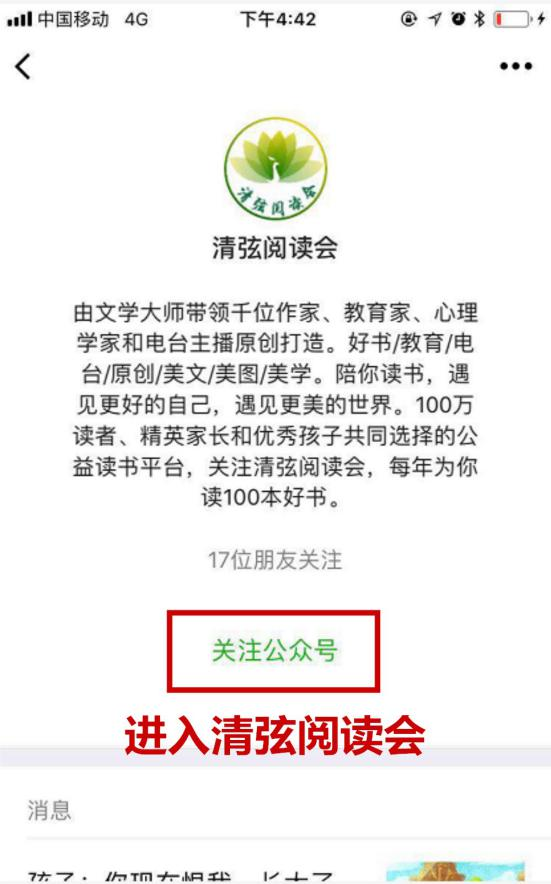 中国移动 4G 下午4:42
清弦阅读会
清弦阅读会
由文学大师带领千位作家、教育家、心理
学家和电台主播原创打造。好书/教育/电
台/原创/美文/美图/美学。陪你读书，遇
见更好的自己，遇见更美的世界。100万
读者、精英家长和优秀孩子共同选择的公
益读书平台，关注清弦阅读会，每年为你
读100本好书。
17位朋友关注
关注公众号
进入清弦阅读会
消息
孩子：你现在恨我，长大了